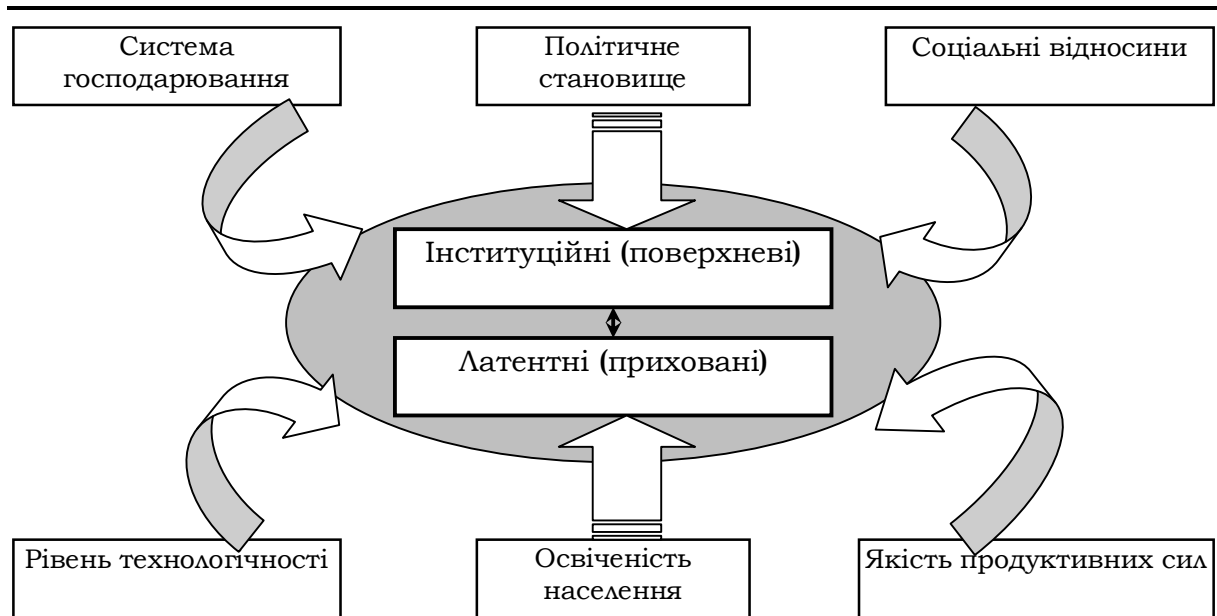 Система
господарювання
Політичне
становище
Соціальні відносини
Інституційні (поверхневі)
Латентні (приховані)
Рівень технологічності
Освіченість
населення
Якість продуктивних сил